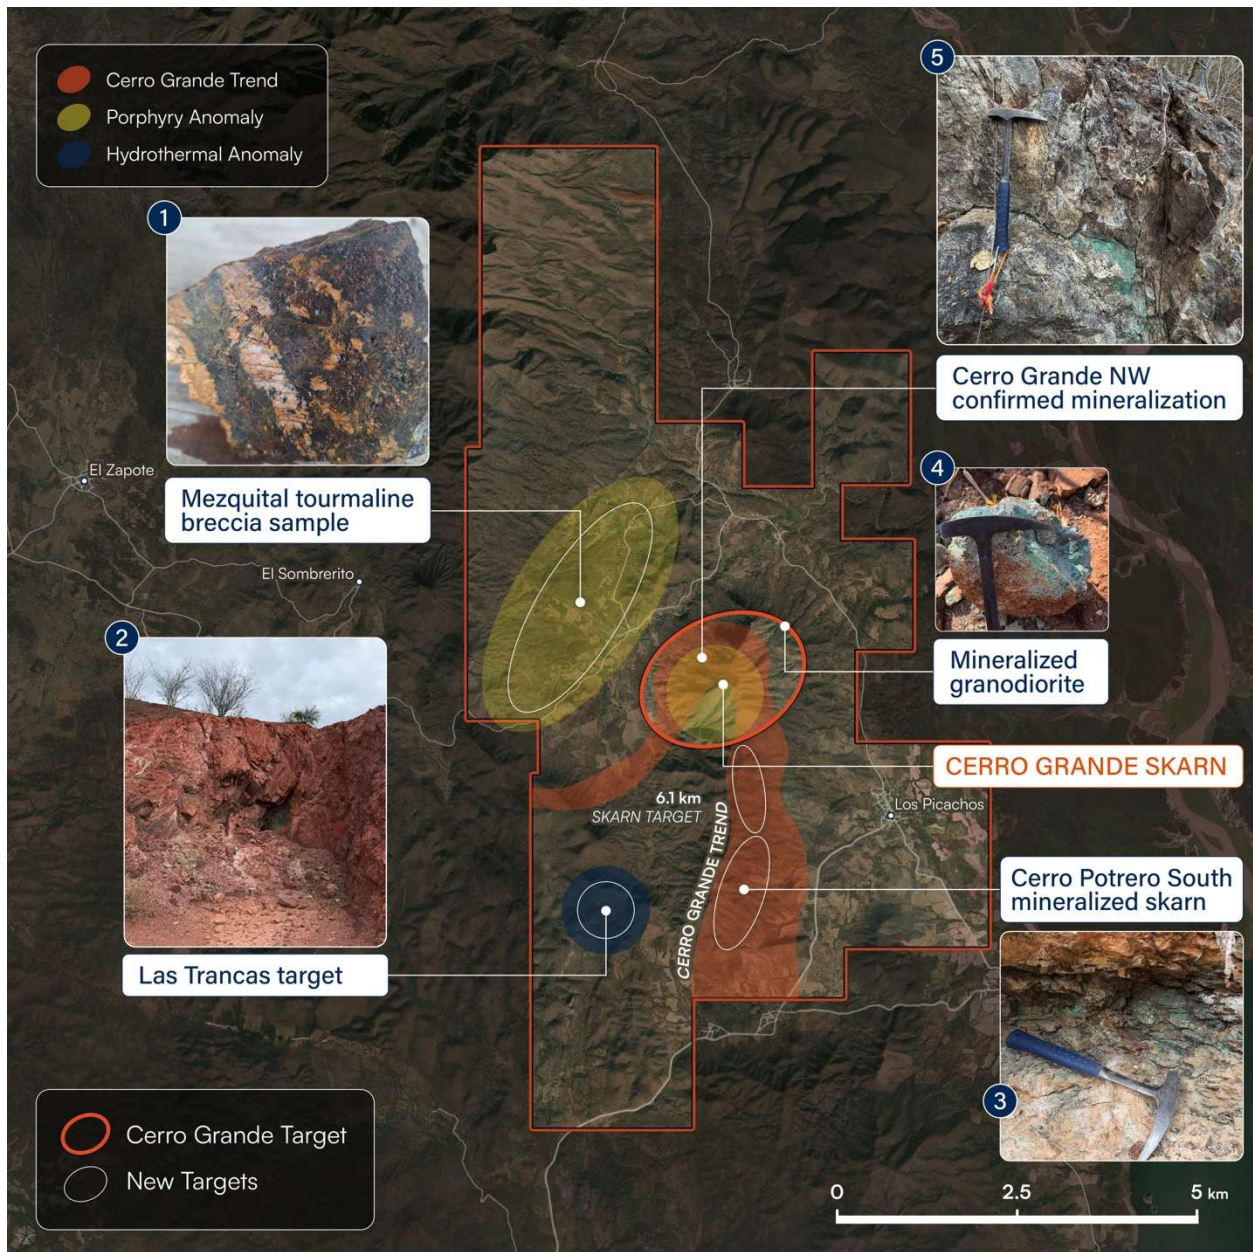 Cerro Grande Trend
Porphyry Anomaly
Hydrothermal Anomaly
5
1
Cerro Grande NW
confirmed mineralization
El Zapote
Mezquital tourmaline
breccia sample
4
El Sombrerito
2
Mineralized
granodiorite
CERRO GRANDE SKARN
6.1 km
SKARN TARGET
CERRO GRANDE TREND
Los Picachos
Cerro Potrero South
mineralized skarn
Las Trancas target
3
Cerro Grande Target
New Targets
0 2.5 5 km